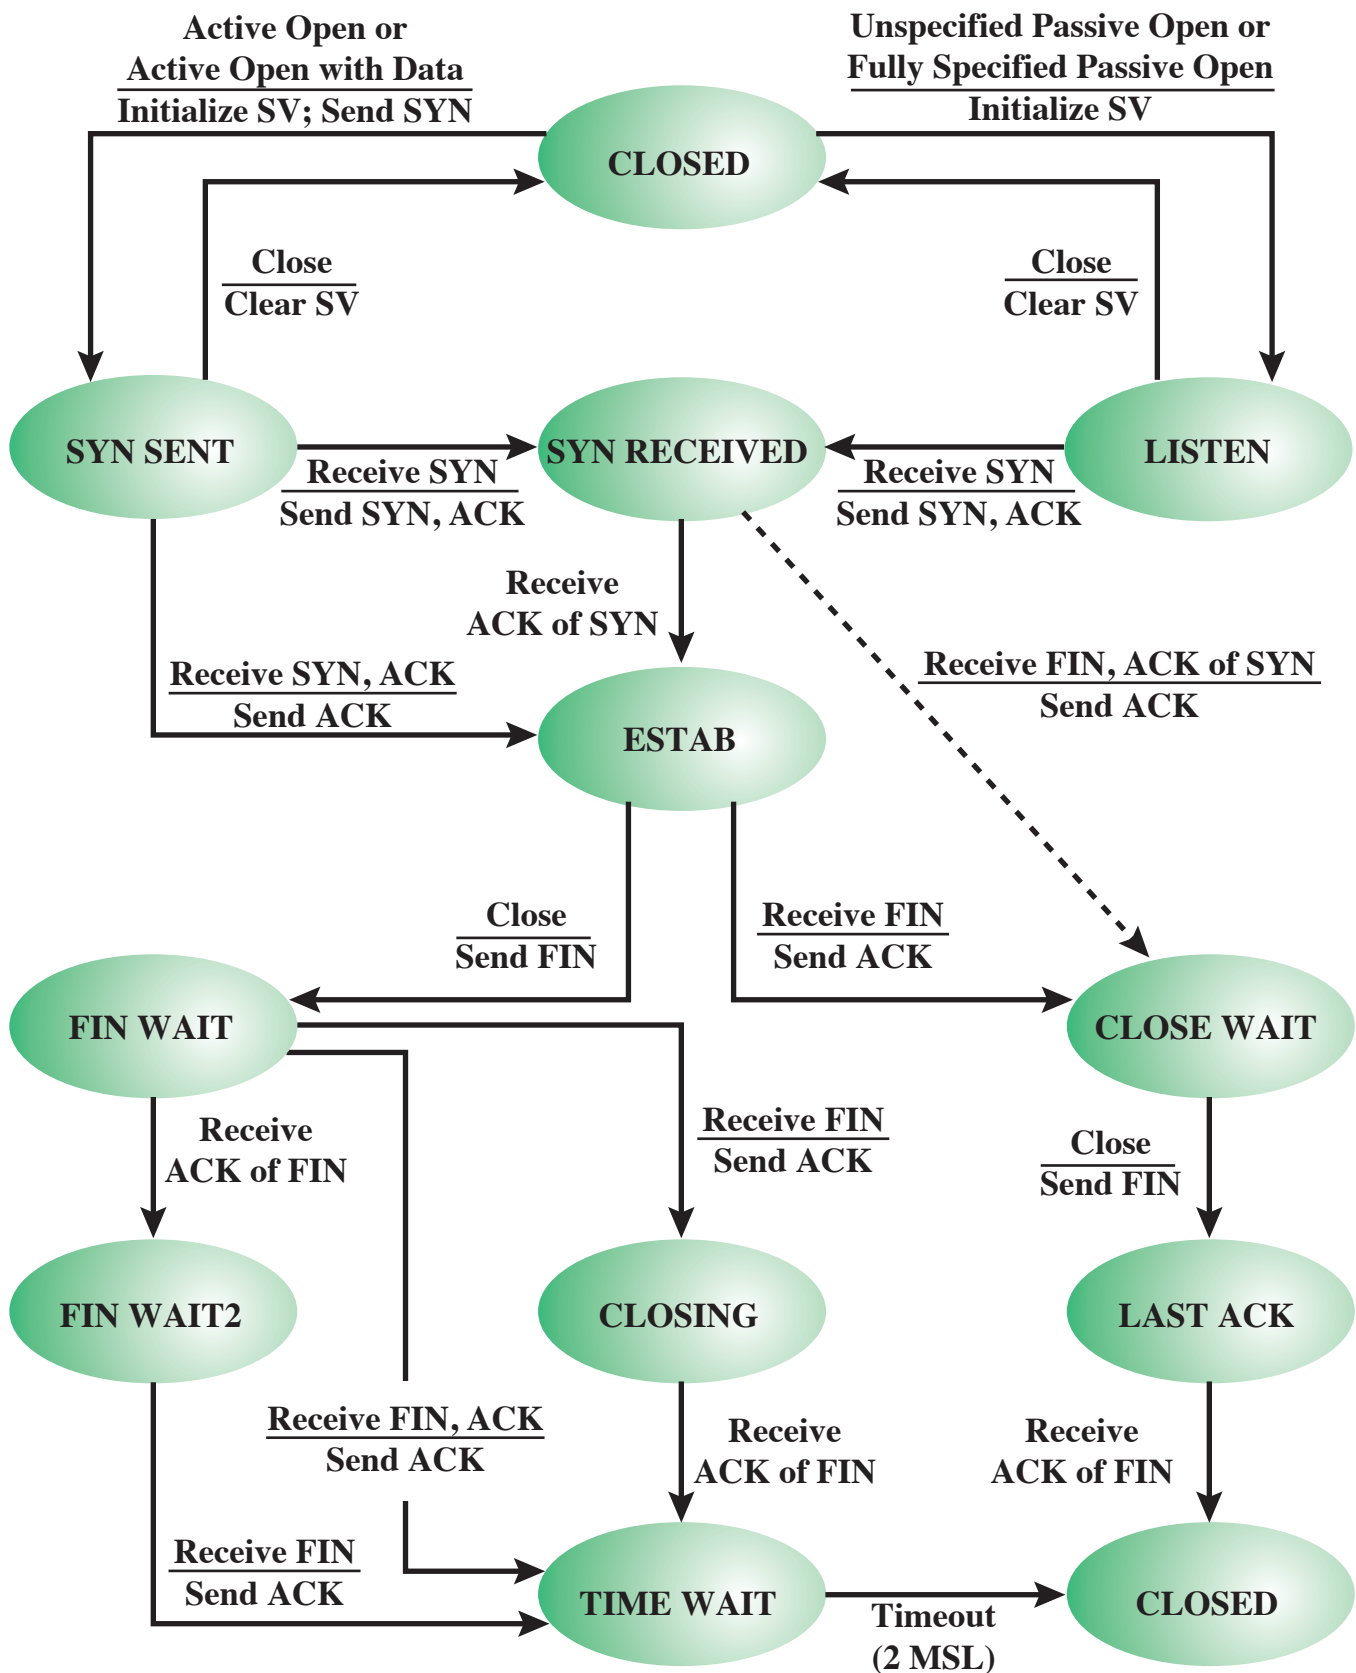 Active Open or
Active Open with Data
Initialize SV; Send SYN
Unspecified Passive Open or
Fully Specified Passive Open
Initialize SV
CLOSED
Close
Clear SV
Close
Clear SV
SYN SENT
SYN RECEIVED
LISTEN
Receive SYN
Send SYN, ACK
Receive SYN
Send SYN, ACK
Receive
ACK of SYN
Receive SYN, ACK
Send ACK
Receive FIN, ACK of SYN
Send ACK
ESTAB
Close
Send FIN
Receive FIN
Send ACK
FIN WAIT
CLOSE WAIT
Receive
ACK of FIN
Receive FIN
Send ACK
Close
Send FIN
FIN WAIT2
CLOSING
LAST ACK
Receive FIN, ACK
Send ACK
Receive
ACK of FIN
Receive
ACK of FIN
Receive FIN
Send ACK
TIME WAIT
Timeout
(2 MSL)
CLOSED